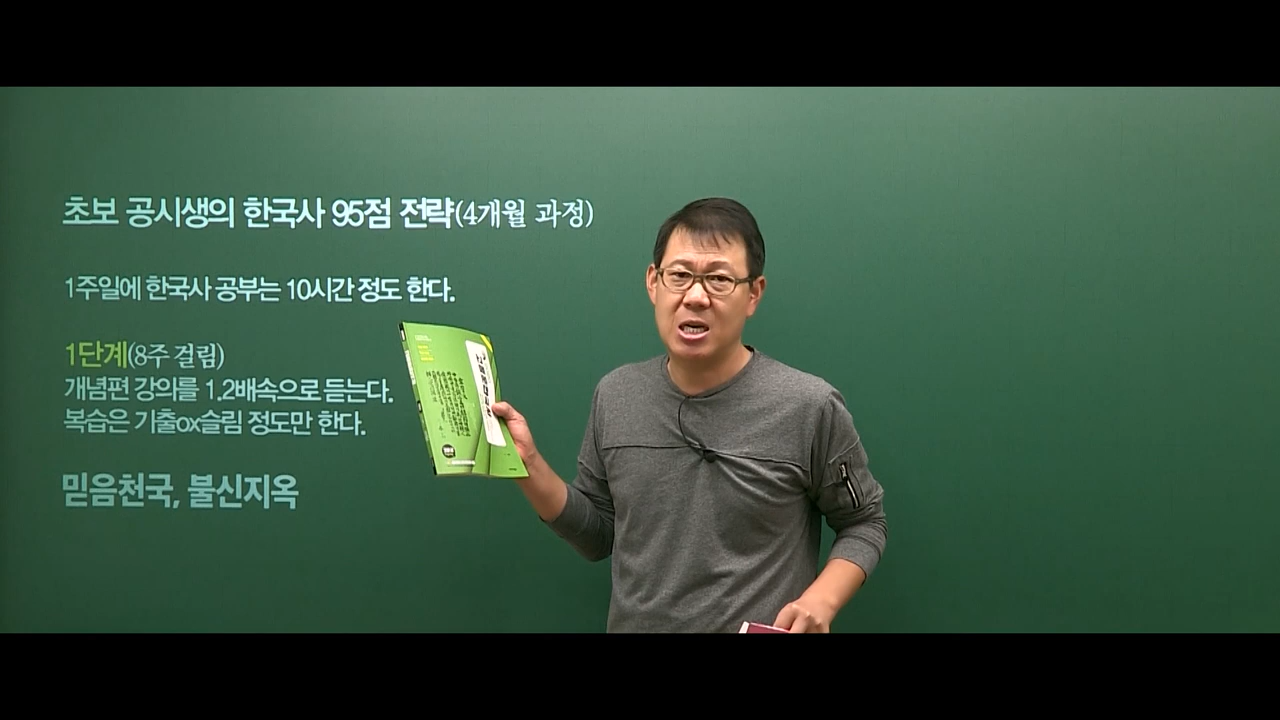 초보 공시생의 한국사 95점 전략(4개월 과정)
1주일에 한국사 공부는 10시간 정도 한다.
1단계(8주 걸림)
개념편 강의를 1.2배속으로 듣는다.
복습은 기출ox슬림 정도만 한다.
믿음천국, 불신지옥